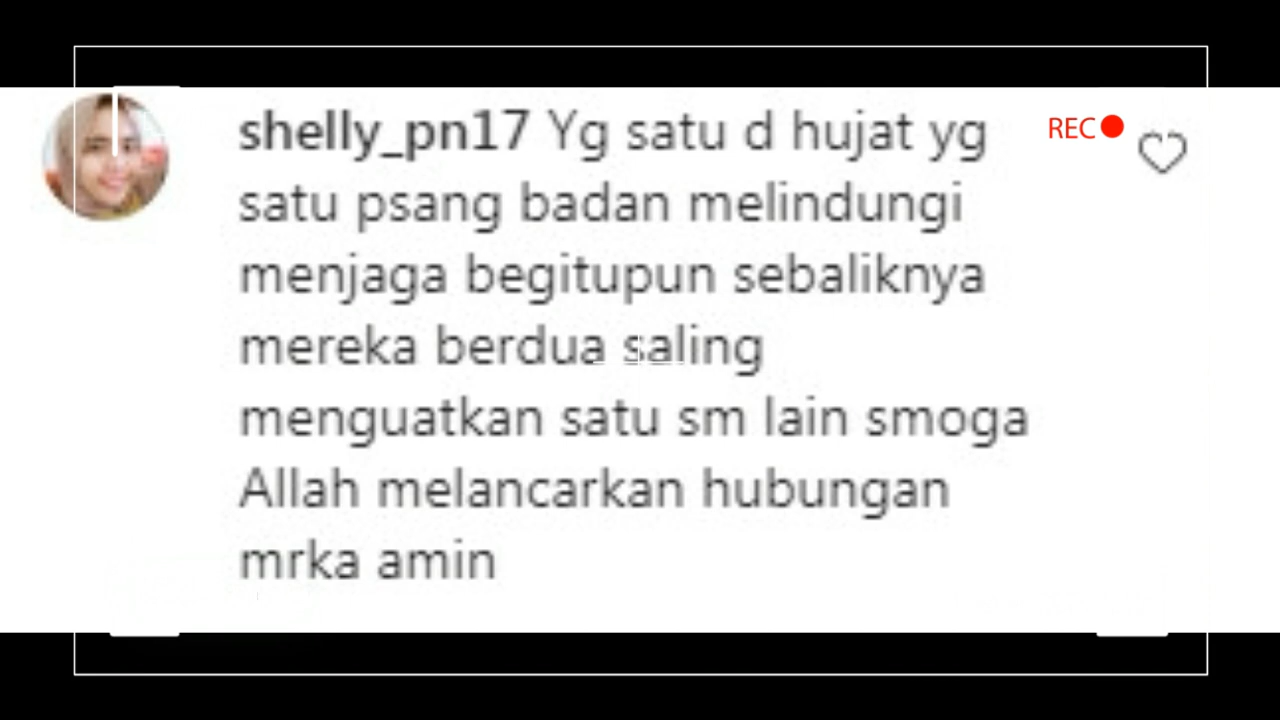 shelly_pn17 Yg satu d hujat yg
REC
satu psang badan melindungi
menjaga begitupun sebaliknya
mereka berdua saling
menguatkan satu sm lain smoga
Allah melancarkan hubungan
mrka amin